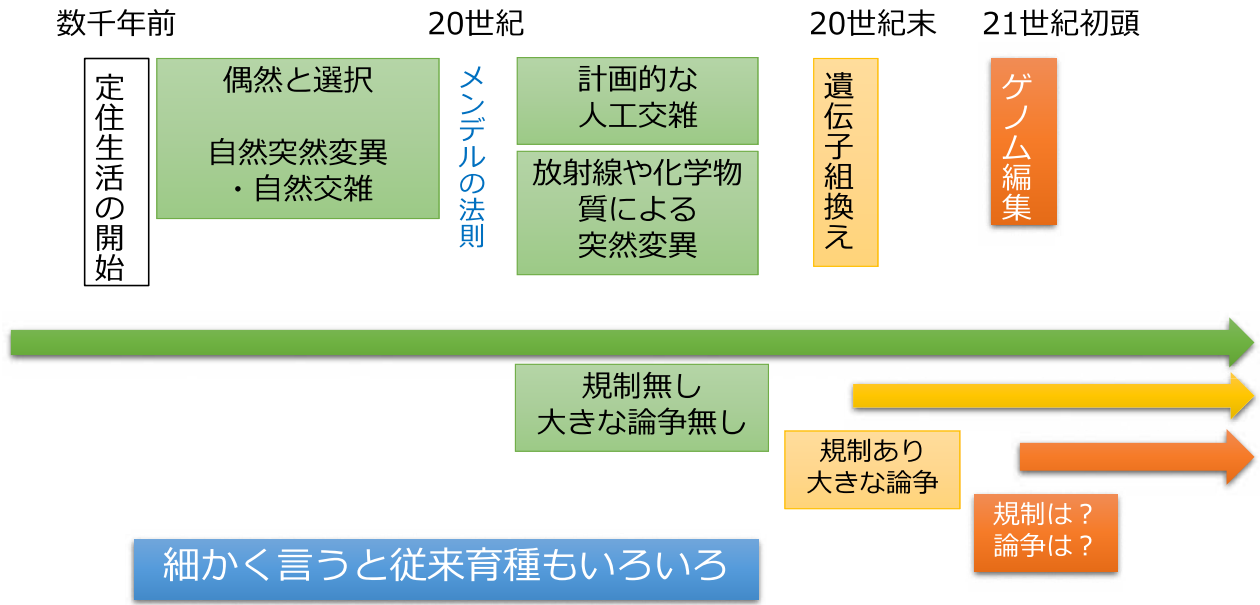 数千年前
20世紀
20世紀末
21世紀初頭
定住生活の開始
偶然と選択
自然突然変異
・自然交雑
メンデルの法則
計画的な
人工交雑
放射線や化学物
質による
突然変異
遺伝子組換え
ゲノム編集
規制無し
大きな論争無し
規制あり
大きな論争
規制は？
論争は？
細かく言うと従来育種もいろいろ